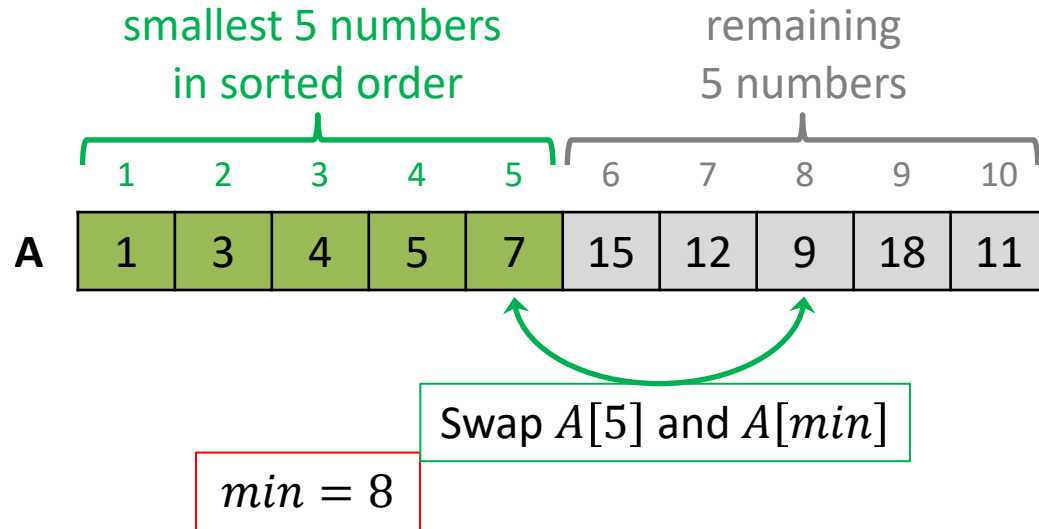 smallest 5 numbers
in sorted order
remaining
5 numbers
1 2 3 4 5 6 7 8 9 10
A 1 3 4 5 7 15 12 9 18 11
Swap A[5] and A[min]
min = 8